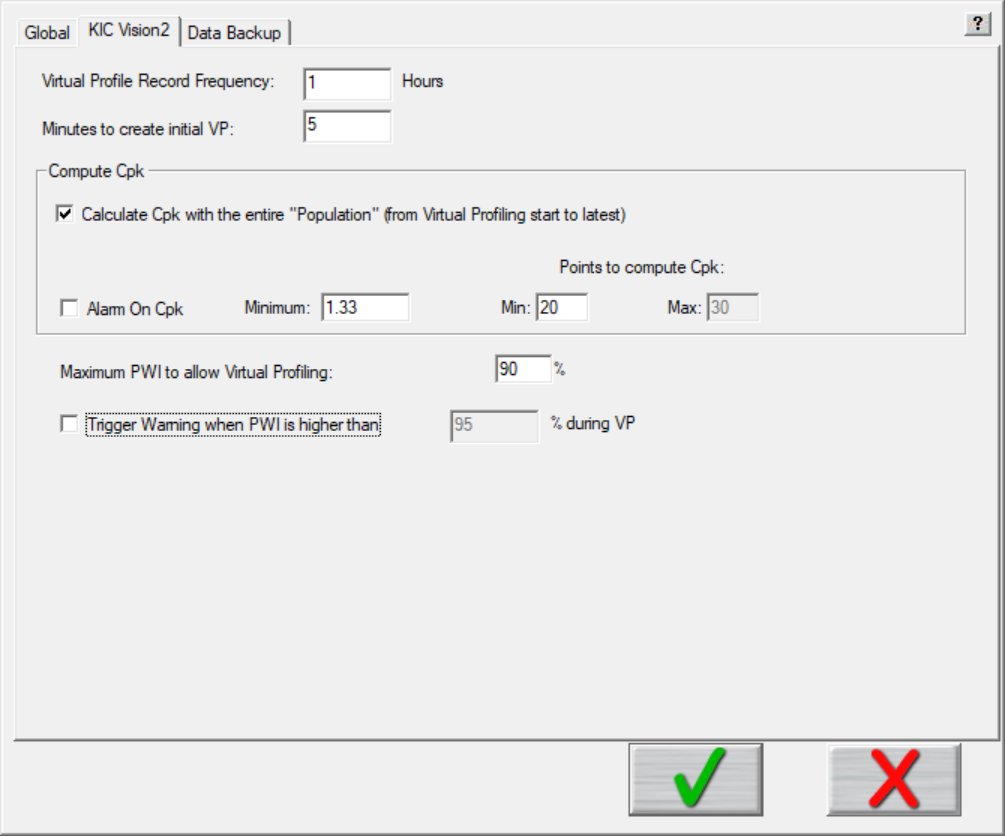 Global KIC Vision2 Data Backup ?
Virtual Profile Record Frequency: 1 Hours
Minutes to create initial VP: 5
Compute Cpk
Calculate Cpk with the entire "Population" (from Virtual Profiling start to latest)
Points to compute Cpk:
Alarm On Cpk Minimum: 1.33 Min: 20 Max: 30
Maximum PWI to allow Virtual Profiling: 90 %
Trigger Warning when PWI is higher than 95 % during VP